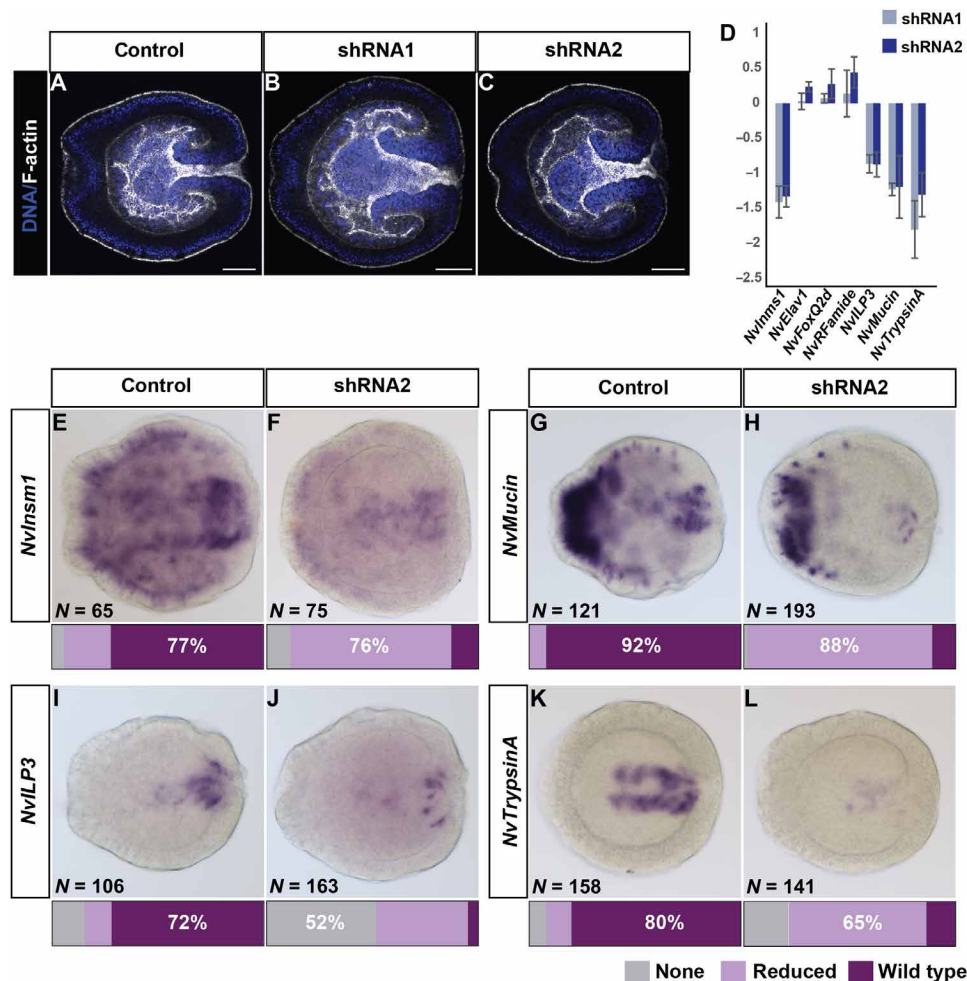 Control
shRNA1
shRNA2
DNA/F-actin
A
B
C
D
shRNA1
shRNA2
1
0.5
0
−0.5
−1
−1.5
−2
−2.5
NvInms1
NvElav1
NvFoxQ2d
NvRFamide
NvILP3
NvMucin
NvTrypsinA
Control
shRNA2
Control
shRNA2
NvInsm1
E
F
N = 65
N = 75
77%
76%
NvMucin
G
H
N = 121
N = 193
92%
88%
NvILP3
I
J
N = 106
N = 163
72%
52%
NvTrypsinA
K
L
N = 158
N = 141
80%
65%
None
Reduced
Wild type